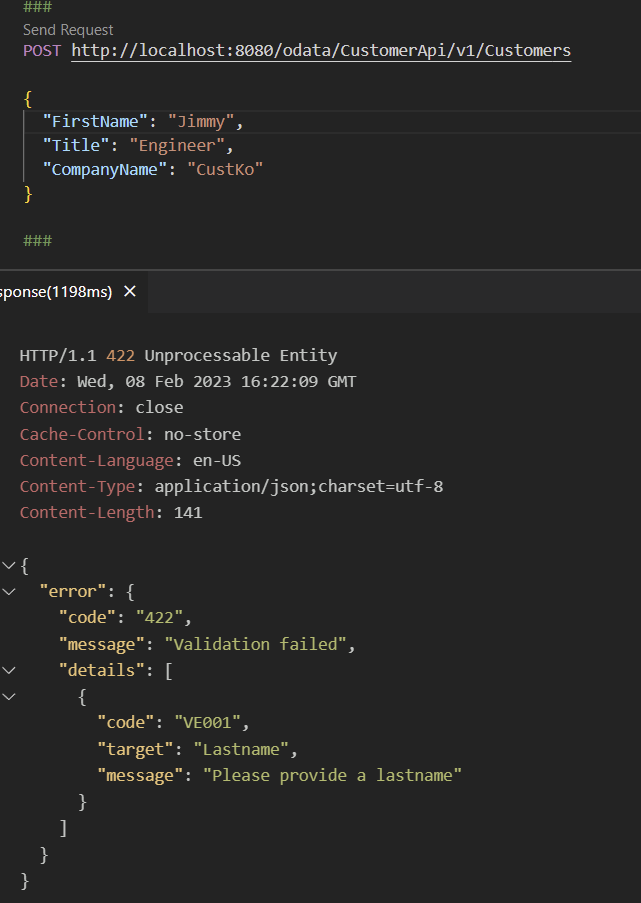 ###
Send Request
POST http://localhost:8080/odata/CustomerApi/v1/Customers
{
"FirstName": "Jimmy",
"Title": "Engineer",
"CompanyName": "CustKo"
}
###
sponse(1198ms) ×
HTTP/1.1 422 Unprocessable Entity
Date: Wed, 08 Feb 2023 16:22:09 GMT
Connection: close
Cache-Control: no-store
Content-Language: en-US
Content-Type: application/json;charset=utf-8
Content-Length: 141
{
"error": {
"code": "422",
"message": "Validation failed",
"details": [
{
"code": "VE001",
"target": "Lastname",
"message": "Please provide a lastname"
}
]
}
}